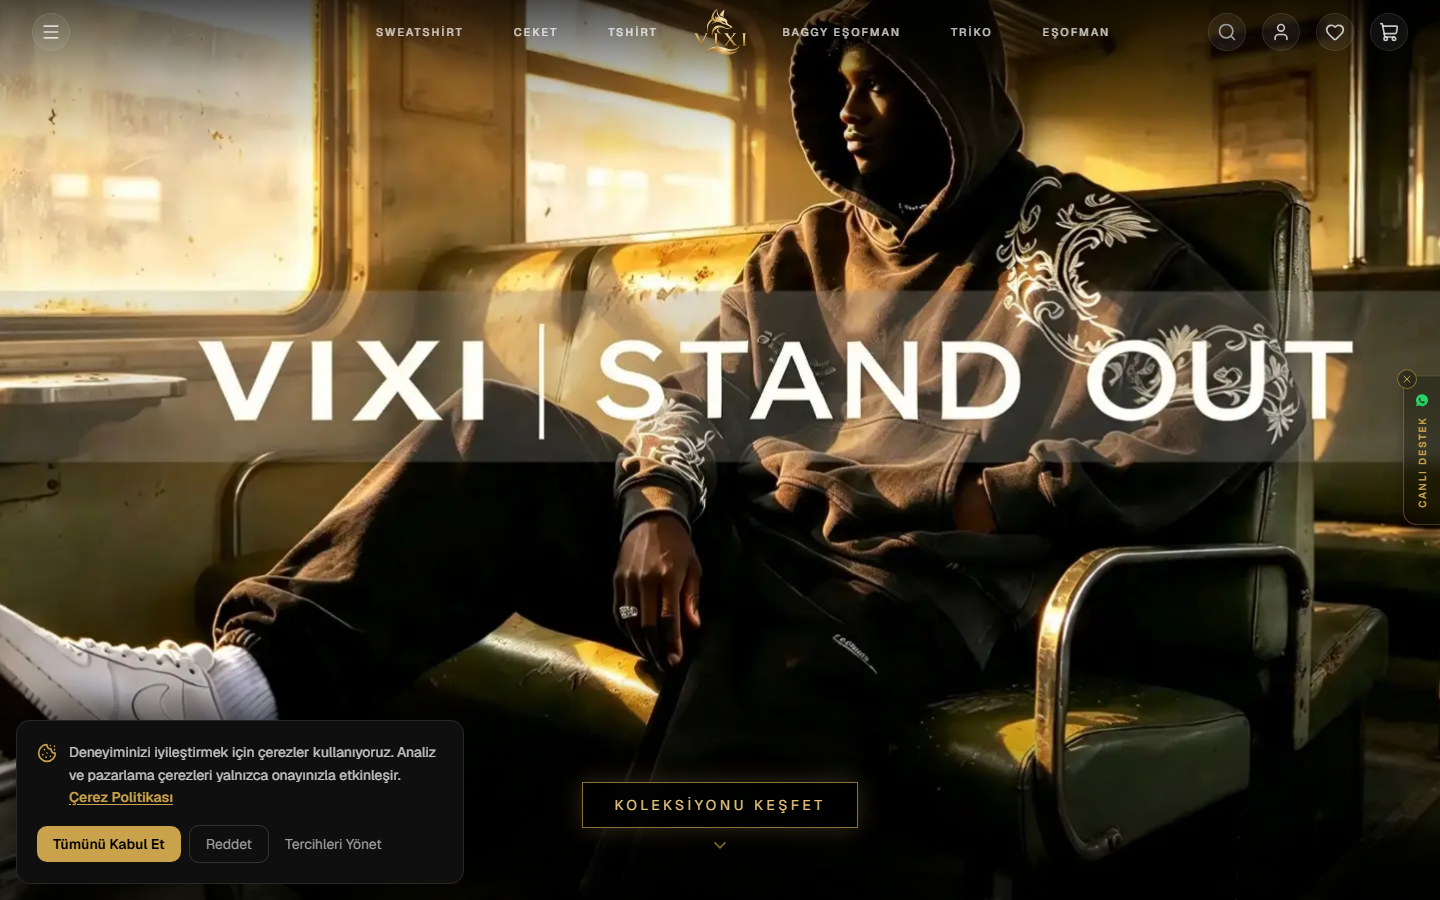 SWEATSHİRT
CEKET
TSHİRT
VIXI
BAGGY EŞOFMAN
TRİKO
EŞOFMAN
VIXI | STAND OUT
CANLI DESTEK
Deneyiminizi iyileştirmek için çerezler kullanıyoruz. Analiz
ve pazarlama çerezleri yalnızca onayınızla etkinleşir.
Çerez Politikası
Tümünü Kabul Et
Reddet
Tercihleri Yönet
KOLEKSİYONU KEŞFET